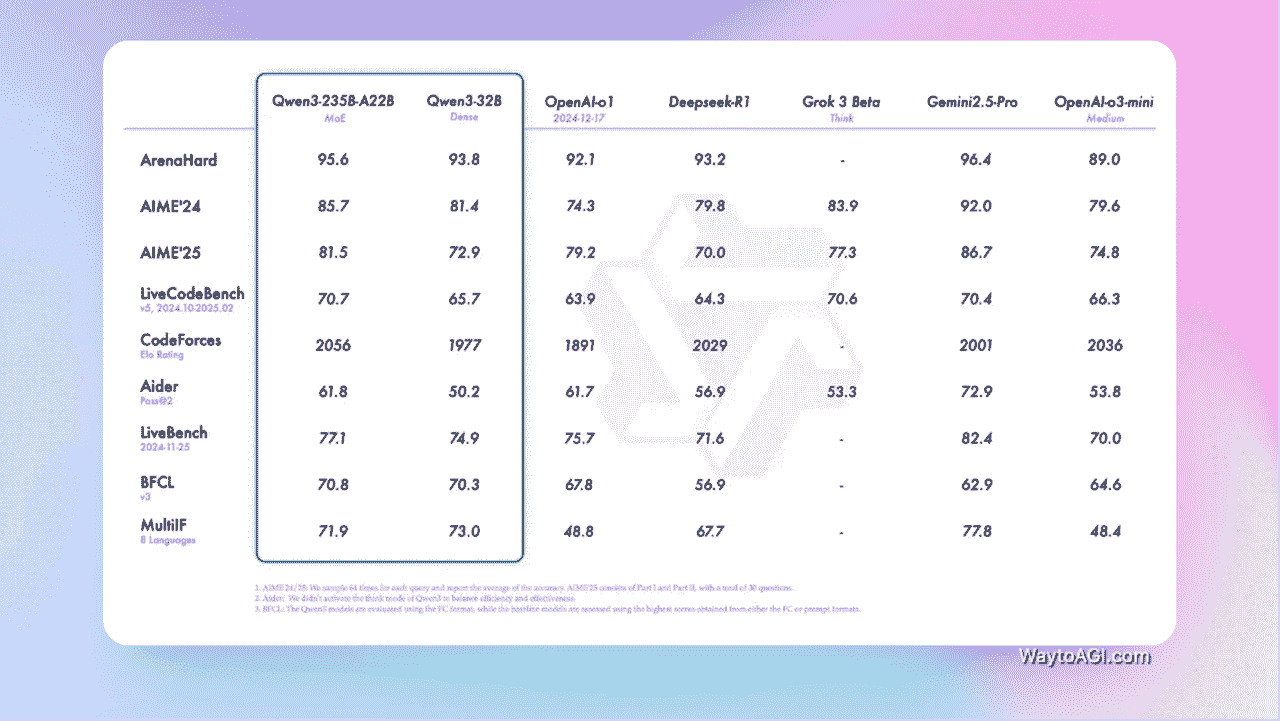 Qwen3-235B-A22B Qwen3-32B OpenAI-o1 Deepseek-R1 Grok 3 Beta Gemini2.5-Pro OpenAI-o3-mini
MoE Dense 2024-12-17 Think Medium
ArenaHard 95.6 93.8 92.1 93.2 - 96.4 89.0
AIME'24 85.7 81.4 74.3 79.8 83.9 92.0 79.6
AIME'25 81.5 72.9 79.2 70.0 77.3 86.7 74.8
LiveCodeBench 70.7 65.7 63.9 64.3 70.6 70.4 66.3
v5, 2024.10-2025.02
CodeForces 2056 1977 1891 2029 - 2001 2036
Elo Rating
Aider 61.8 50.2 61.7 56.9 53.3 72.9 53.8
Pass@2
LiveBench 77.1 74.9 75.7 71.6 - 82.4 70.0
2024-11-25
BFCL 70.8 70.3 67.8 56.9 - 62.9 64.6
v3
MultiIF 71.9 73.0 48.8 67.7 - 77.8 48.4
8 Languages
1. AIME 24/25: We sample 64 times for each query and report the average of the accuracy. AIME'25 consists of Part I and Part II, with a total of 30 questions.
2. Aider: We didn't activate the think mode of Qwen3 to balance efficiency and effectiveness.
3. BFCL: The Qwen3 models are evaluated using the FC format, while the baseline models are assessed using the highest scores obtained from either the FC or prompt formats.
WaytoAGI.com